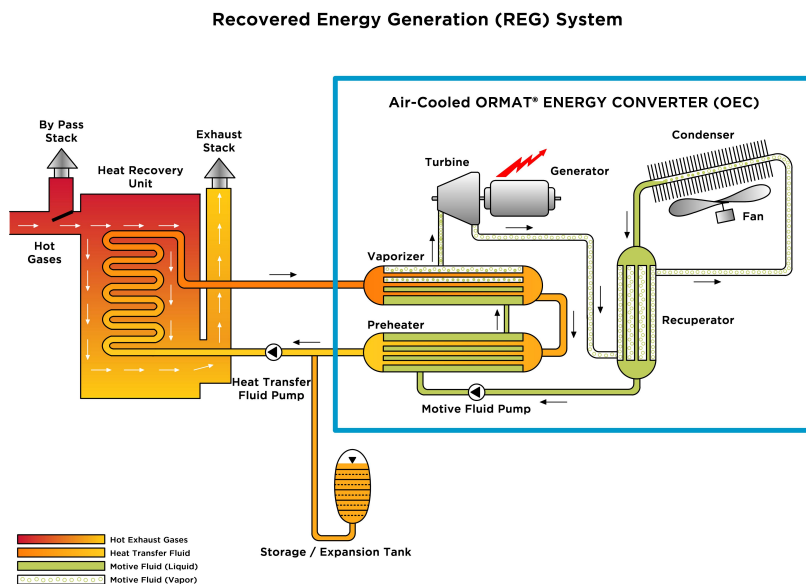 Recovered Energy Generation (REG) System
Air-Cooled ORMAT® ENERGY CONVERTER (OEC)
By Pass
Stack
Exhaust
Stack
Heat Recovery
Unit
Hot
Gases
Turbine
Generator
Condenser
Fan
Vaporizer
Preheater
Recuperator
Heat Transfer
Fluid Pump
Motive Fluid Pump
Storage / Expansion Tank
Hot Exhaust Gases
Heat Transfer Fluid
Motive Fluid (Liquid)
Motive Fluid (Vapor)